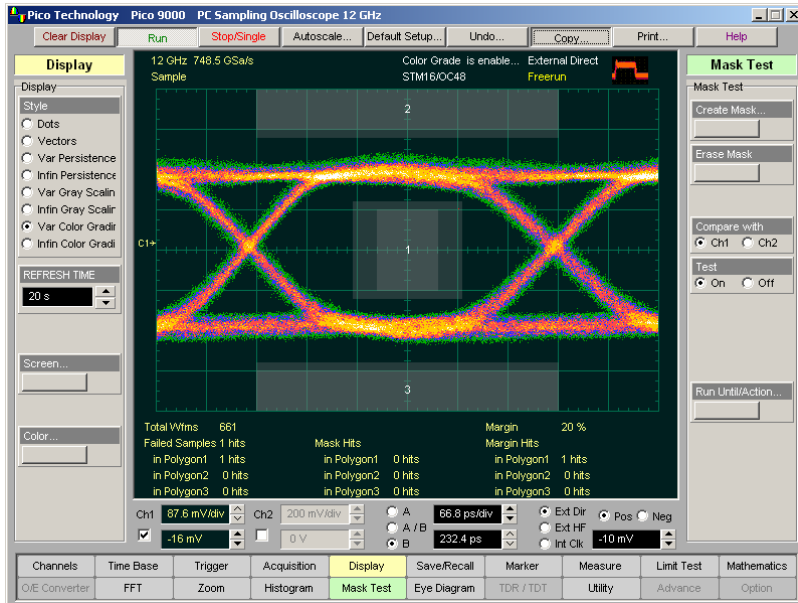 Pico Technology Pico 9000 PC Sampling Oscilloscope 12 GHz
Clear Display Run Stop/Single Autoscale... Default Setup... Undo... Copy... Print... Help
Display
Display
Style
Dots
Vectors
Var Persistence
Infin Persistence
Var Gray Scalin
Infin Gray Scalin
Var Color Gradin
Infin Color Gradi
REFRESH TIME
20 s
Screen...
Color...
12 GHz 748.5 GSa/s Color Grade is enable... External Direct
Sample STM16/OC48 Freerun
2
C1
1
3
Total Wfms 661 Margin 20 %
Failed Samples 1 hits Mask Hits Margin Hits
in Polygon1 1 hits in Polygon1 0 hits in Polygon1 1 hits
in Polygon2 0 hits in Polygon2 0 hits in Polygon2 0 hits
in Polygon3 0 hits in Polygon3 0 hits in Polygon3 0 hits
Mask Test
Mask Test
Create Mask...
Erase Mask
Compare with
Ch1 Ch2
Test
On Off
Run Until/Action...
Ch1 87.6 mV/div Ch2 200 mV/div A 66.8 ps/div Ext Dir Pos Neg
A / B Ext HF
-16 mV 0 V B 232.4 ps Int Clk -10 mV
Channels Time Base Trigger Acquisition Display Save/Recall Marker Measure Limit Test Mathematics
O/E Converter FFT Zoom Histogram Mask Test Eye Diagram TDR / TDT Utility Advance Option